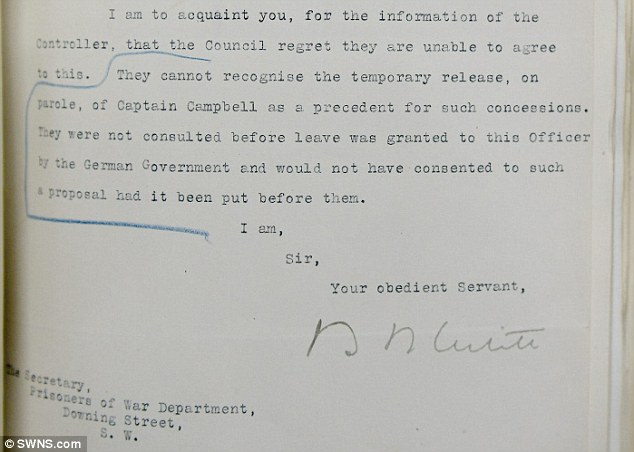 I am to acquaint you, for the information of the
Controller, that the Council regret they are unable to agree
to this. They cannot recognise the temporary release, on
parole, of Captain Campbell as a precedent for such concessions.
They were not consulted before leave was granted to this Officer
by the German Government and would not have consented to such
a proposal had it been put before them.
I am,
Sir,
Your obedient Servant,
The Secretary,
Prisoners of War Department,
Downing Street,
S. W.
© SWNS.com